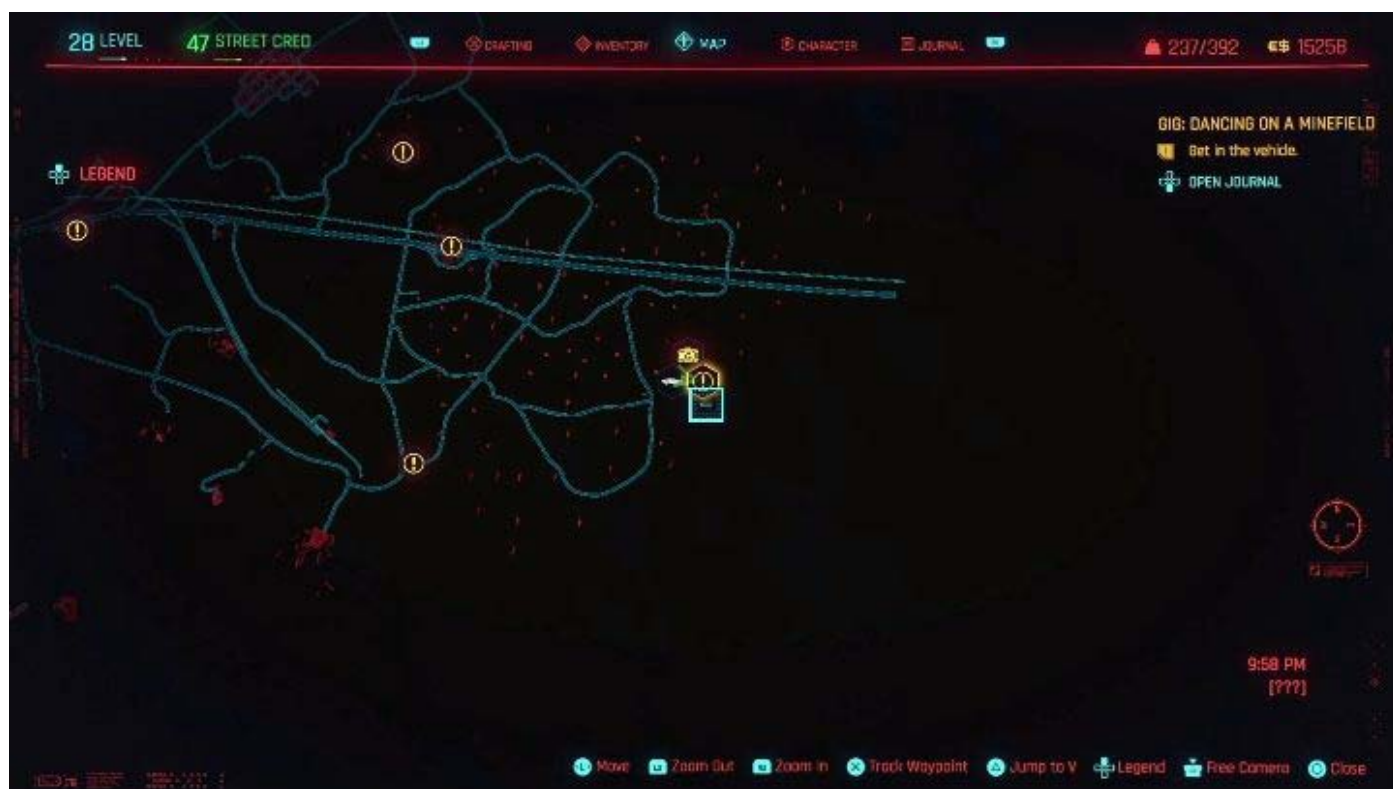 28 LEVEL 47 STREET CRED CRAFTING INVENTORY MAP CHARACTER JOURNAL 237/392 €$ 15258
GIG: DANCING ON A MINEFIELD
Get in the vehicle.
OPEN JOURNAL
LEGEND
9:58 PM
[???]
Move Zoom Out Zoom In Track Waypoint Jump to V Legend Free Camera Close